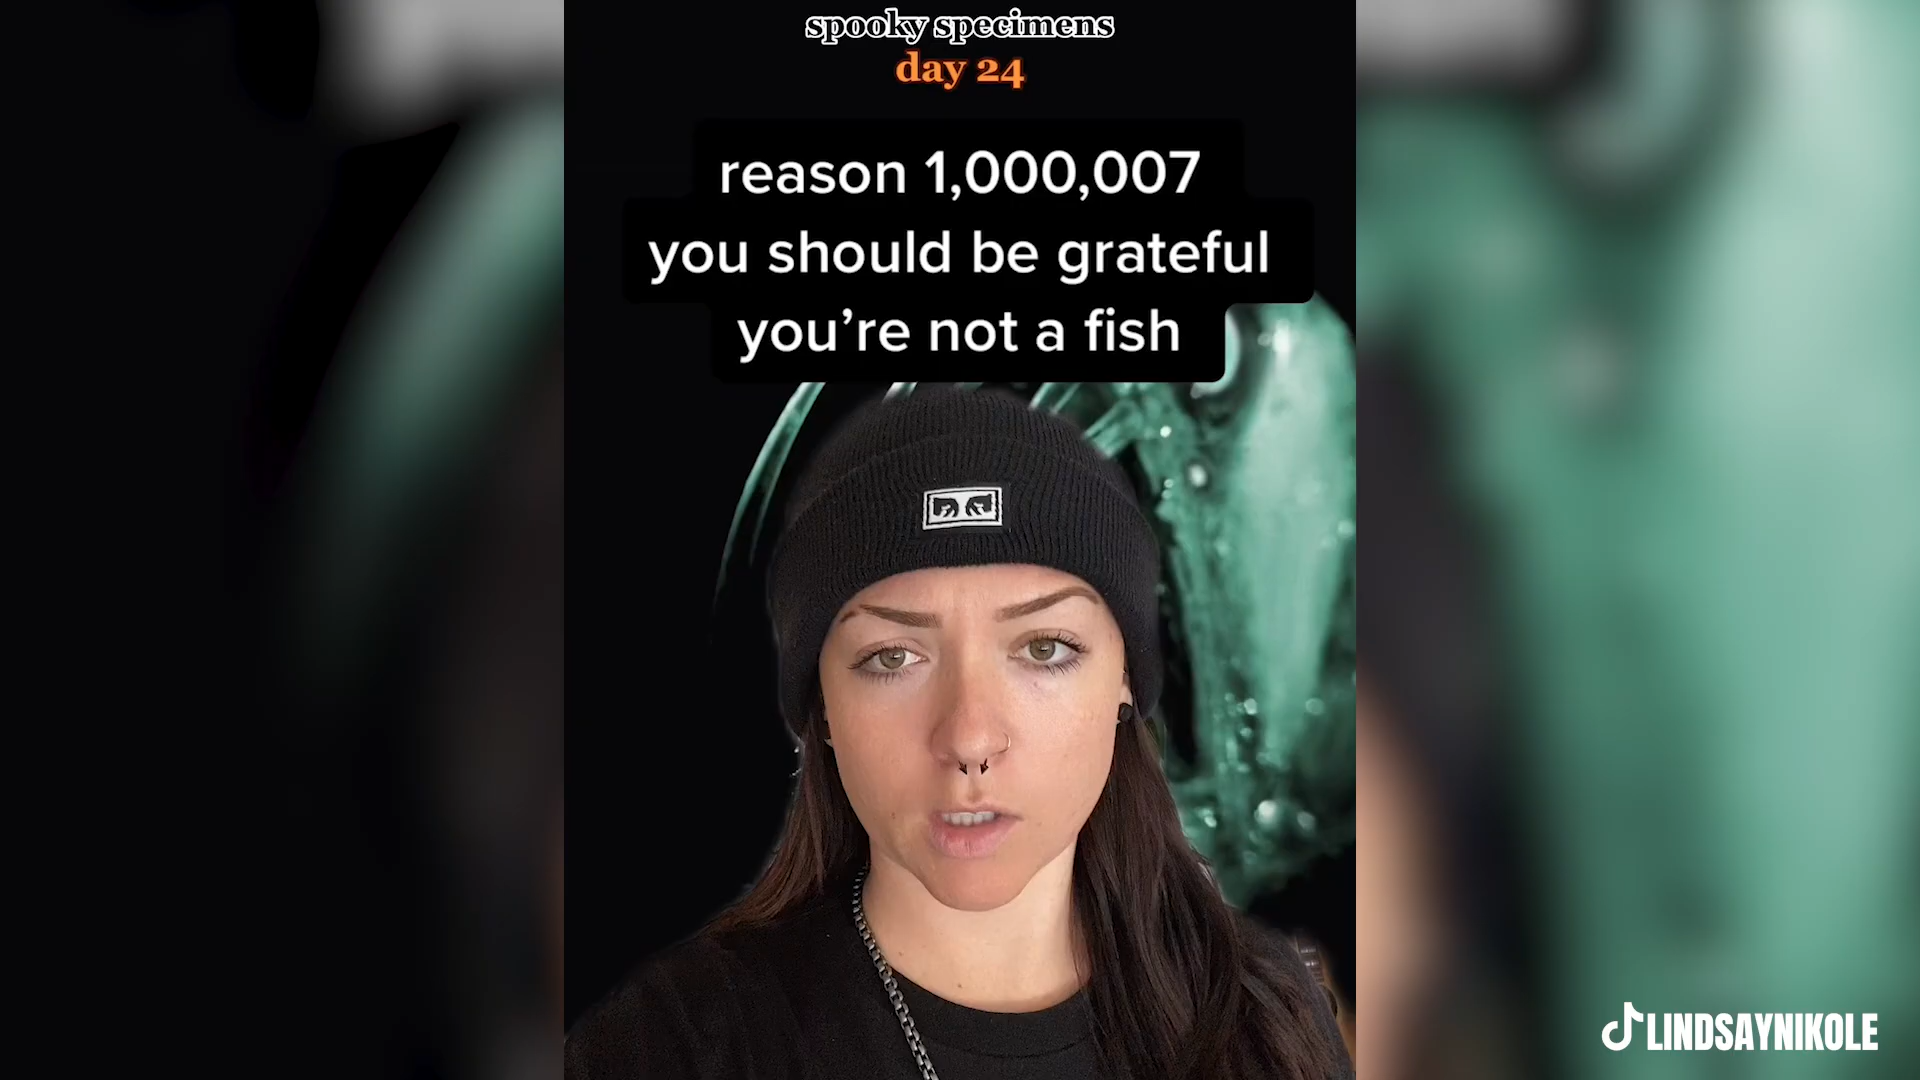 spooky specimens
day 24
reason 1,000,007
you should be grateful
you’re not a fish
LINDSAYNIKOLE